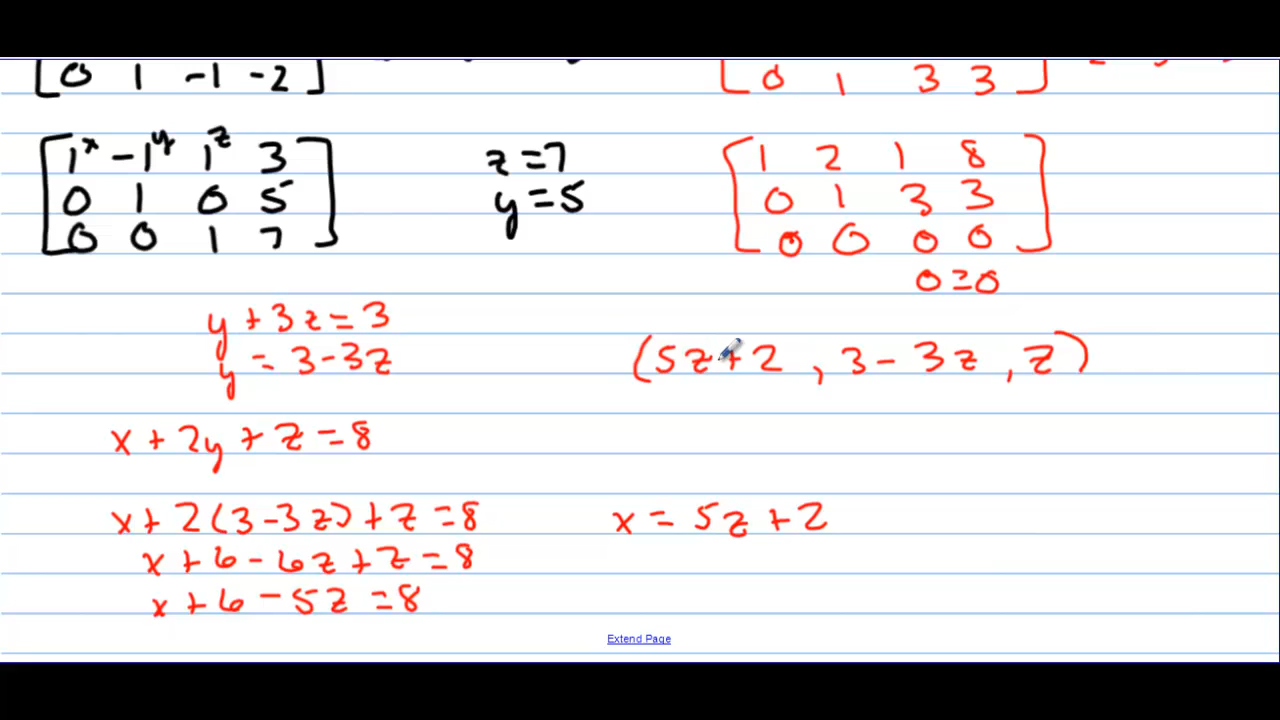 [ 0 1 -1 -2 ]
[ 0 1 3 3 ]
[ 1x -1y 1z 3
0 1 0 5
0 0 1 7 ]
z = 7
y = 5
[ 1 2 1 8
0 1 3 3
0 0 0 0 ]
0 = 0
y + 3z = 3
y = 3 - 3z
(5z + 2 , 3 - 3z , z)
x + 2y + z = 8
x + 2(3 - 3z) + z = 8
x = 5z + 2
x + 6 - 6z + z = 8
x + 6 - 5z = 8
Extend Page